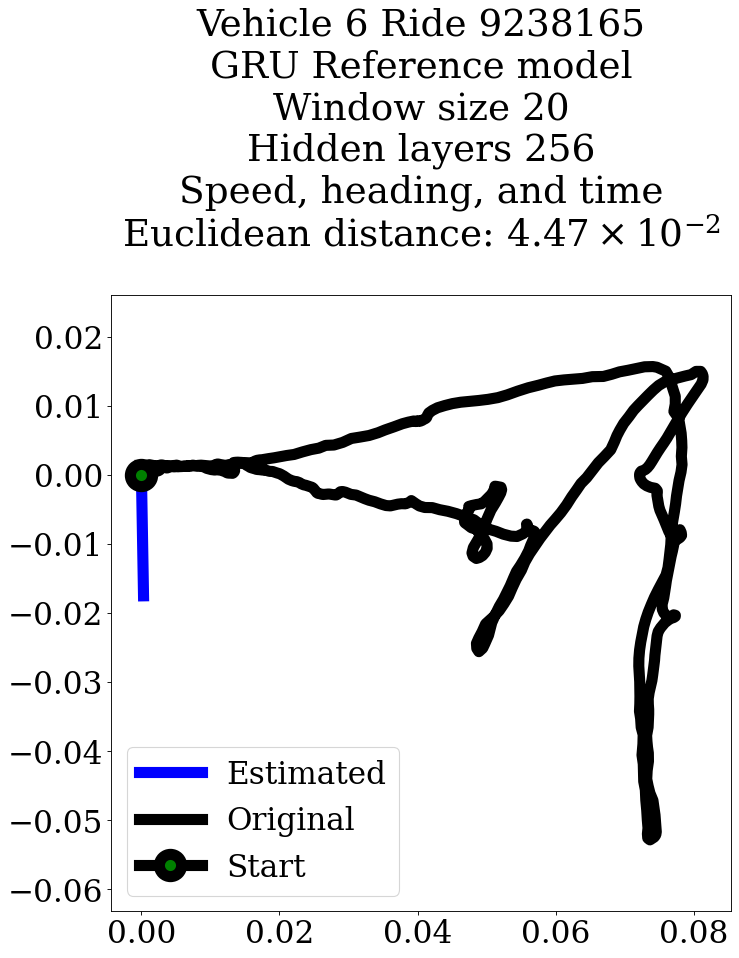 Vehicle 6 Ride 9238165
GRU Reference model
Window size 20
Hidden layers 256
Speed, heading, and time
Euclidean distance: 4.47 × 10⁻²
0.02
0.01
0.00
−0.01
−0.02
−0.03
−0.04
−0.05
−0.06
Estimated
Original
Start
0.00 0.02 0.04 0.06 0.08